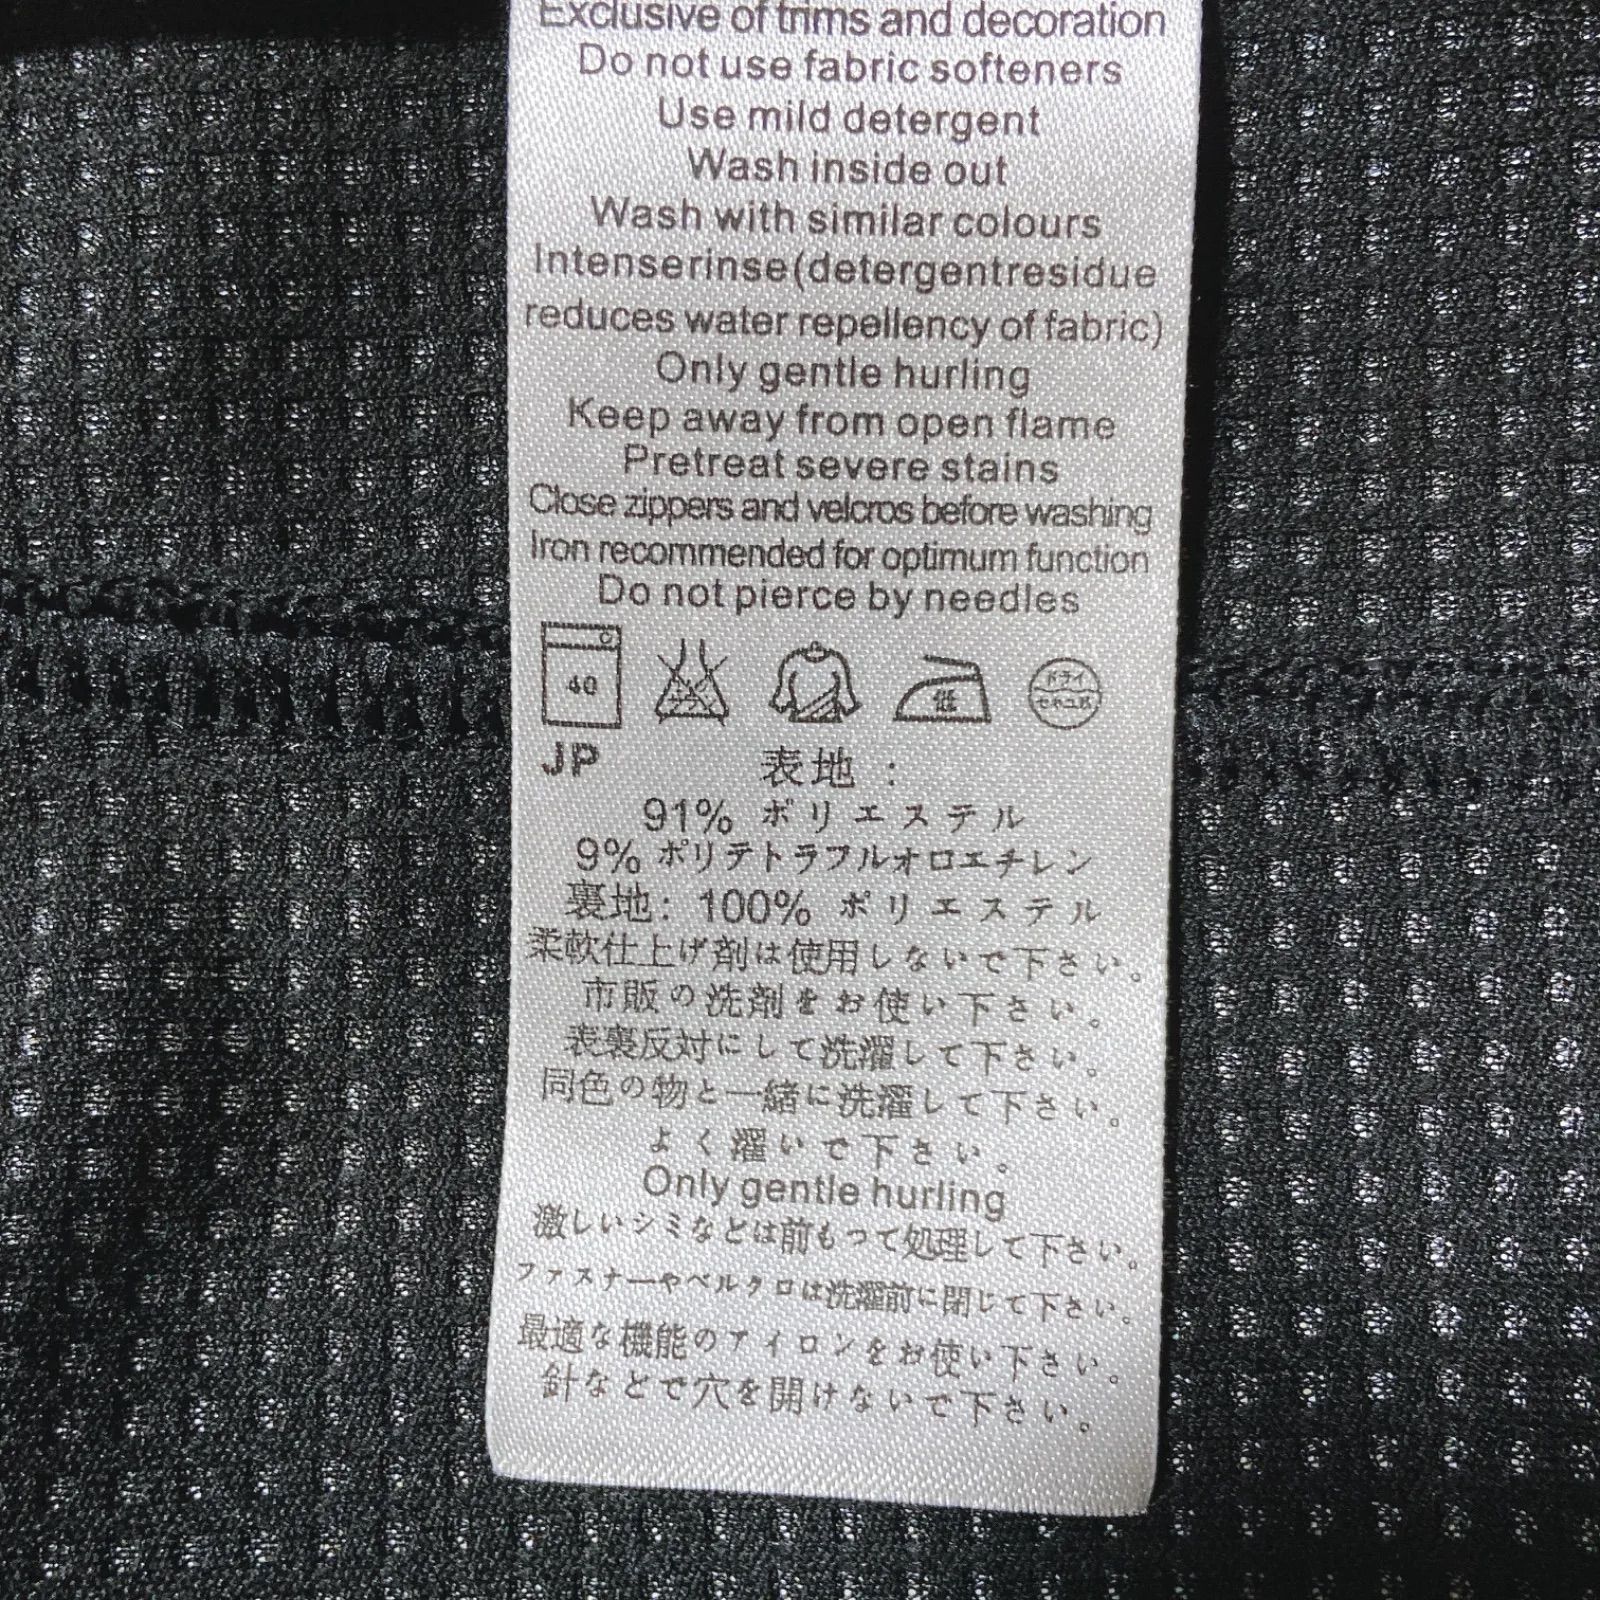 Exclusive of trims and decoration
Do not use fabric softeners
Use mild detergent
Wash inside out
Wash with similar colours
Intenserinse(detergentresidue
reduces water repellency of fabric)
Only gentle hurling
Keep away from open flame
Pretreat severe stains
Close zippers and velcros before washing
Iron recommended for optimum function
Do not pierce by needles
40 低 ドライ
JP 表地：
91% ポリエステル
9% ポリテトラフルオロエチレン
裏地: 100% ポリエステル
柔軟仕上げ剤は使用しないで下さい。
市販の洗剤をお使い下さい。
表裏反対にして洗濯して下さい。
同色の物と一緒に洗濯して下さい。
よく濯いで下さい。
Only gentle hurling
激しいシミなどは前もって処理して下さい。
ファスナーやベルクロは洗濯前に閉じて下さい。
最適な機能のアイロンをお使い下さい。
針などで穴を開けないで下さい。